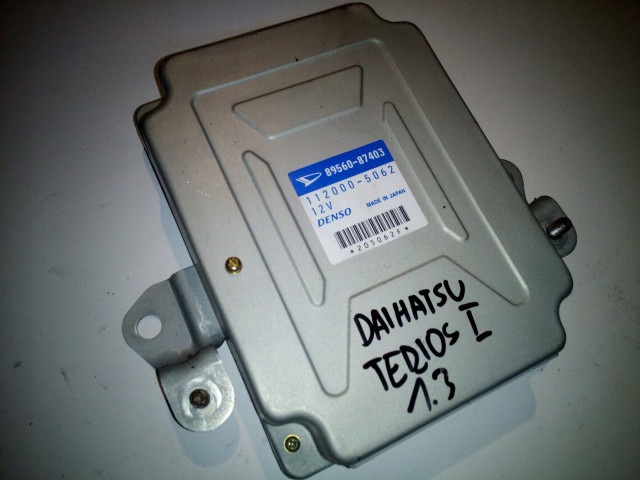 89560-87403
112000-5062
12V
DENSO MADE IN JAPAN
*205062F*
DAIHATSU
TERIOS I
1.3